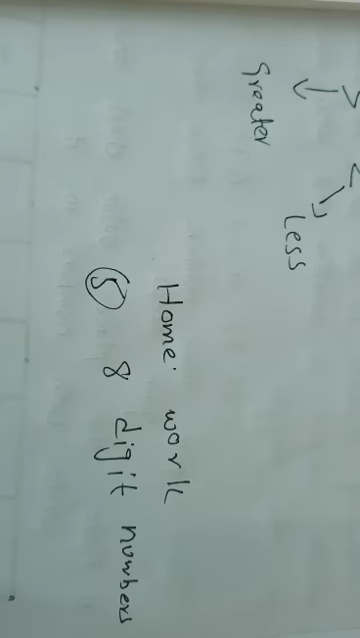 > <
↓ ↘
Greater Less
Home work
⑤ 8 digit numbers